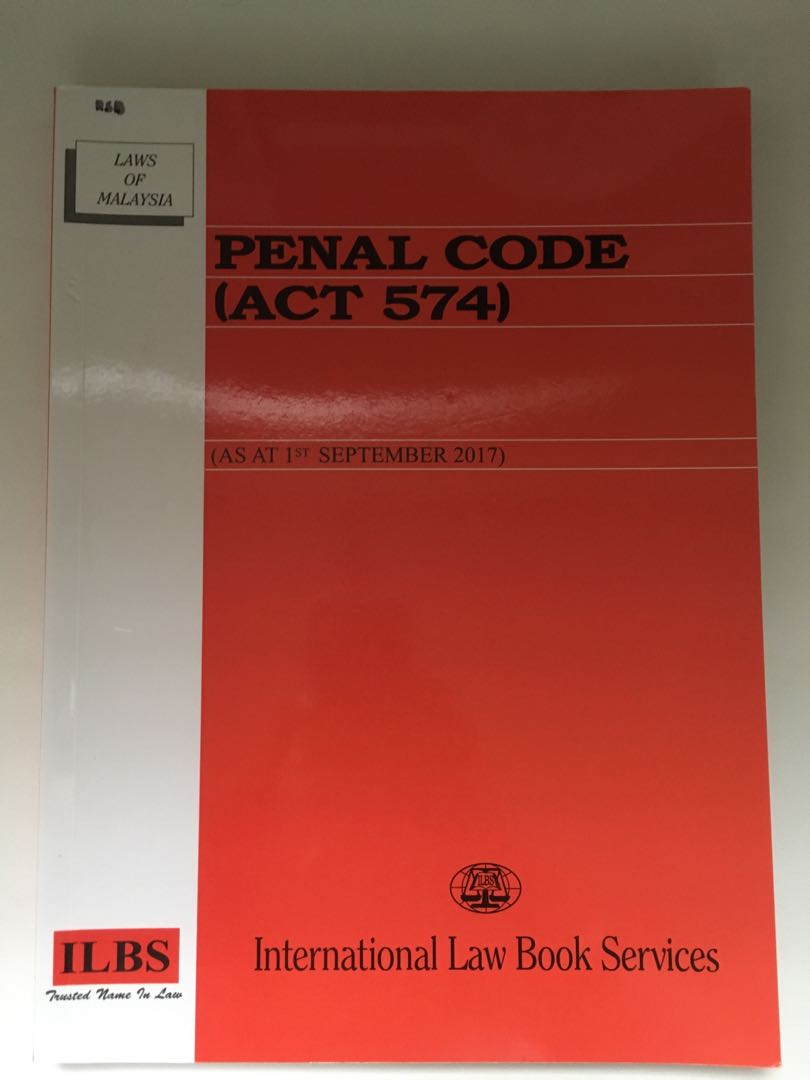 LAWS
OF
MALAYSIA
PENAL CODE
(ACT 574)
(AS AT 1ST SEPTEMBER 2017)
ILBS
International Law Book Services
ILBS
Trusted Name In Law